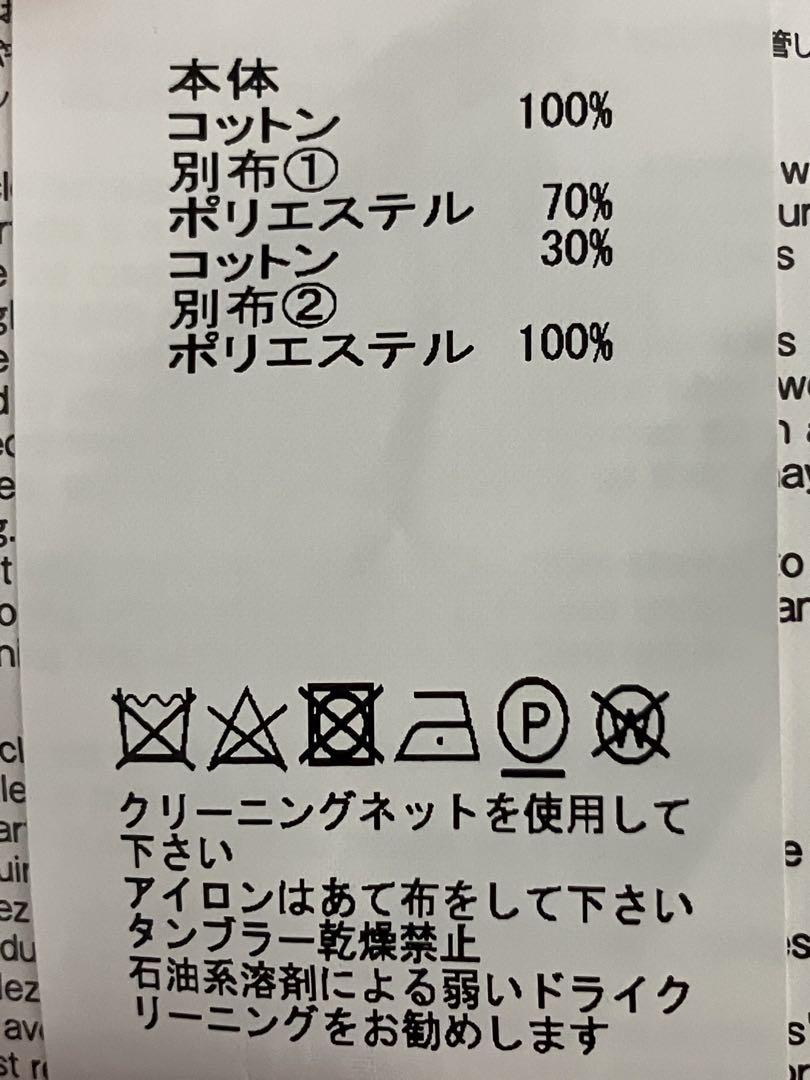 本体
コットン 100%
別布①
ポリエステル 70%
コットン 30%
別布②
ポリエステル 100%
P
W
クリーニングネットを使用して
下さい
アイロンはあて布をして下さい
タンブラー乾燥禁止
石油系溶剤による弱いドライク
リーニングをお勧めします